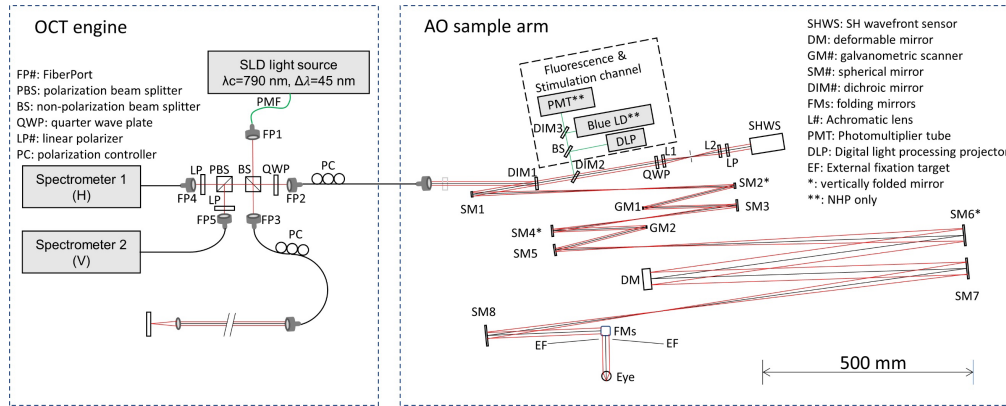 OCT engine
FP#: FiberPort
PBS: polarization beam splitter
BS: non-polarization beam splitter
QWP: quarter wave plate
LP#: linear polarizer
PC: polarization controller
SLD light source
λc=790 nm, Δλ=45 nm
PMF
FP1
LP PBS BS QWP
PC
Spectrometer 1
(H)
FP4
FP2
LP
FP5
FP3
PC
Spectrometer 2
(V)
AO sample arm
Fluorescence &
Stimulation channel
PMT**
DIM3
Blue LD**
BS
DLP
DIM2
DIM1
L1
QWP
L2
LP
SHWS
SM1
SM2*
GM1
SM3
SM4*
GM2
SM5
SM6*
DM
SM7
SM8
FMs
EF
EF
Eye
500 mm
SHWS: SH wavefront sensor
DM: deformable mirror
GM#: galvanometric scanner
SM#: spherical mirror
DIM#: dichroic mirror
FMs: folding mirrors
L#: Achromatic lens
PMT: Photomultiplier tube
DLP: Digital light processing projector
EF: External fixation target
*: vertically folded mirror
**: NHP only